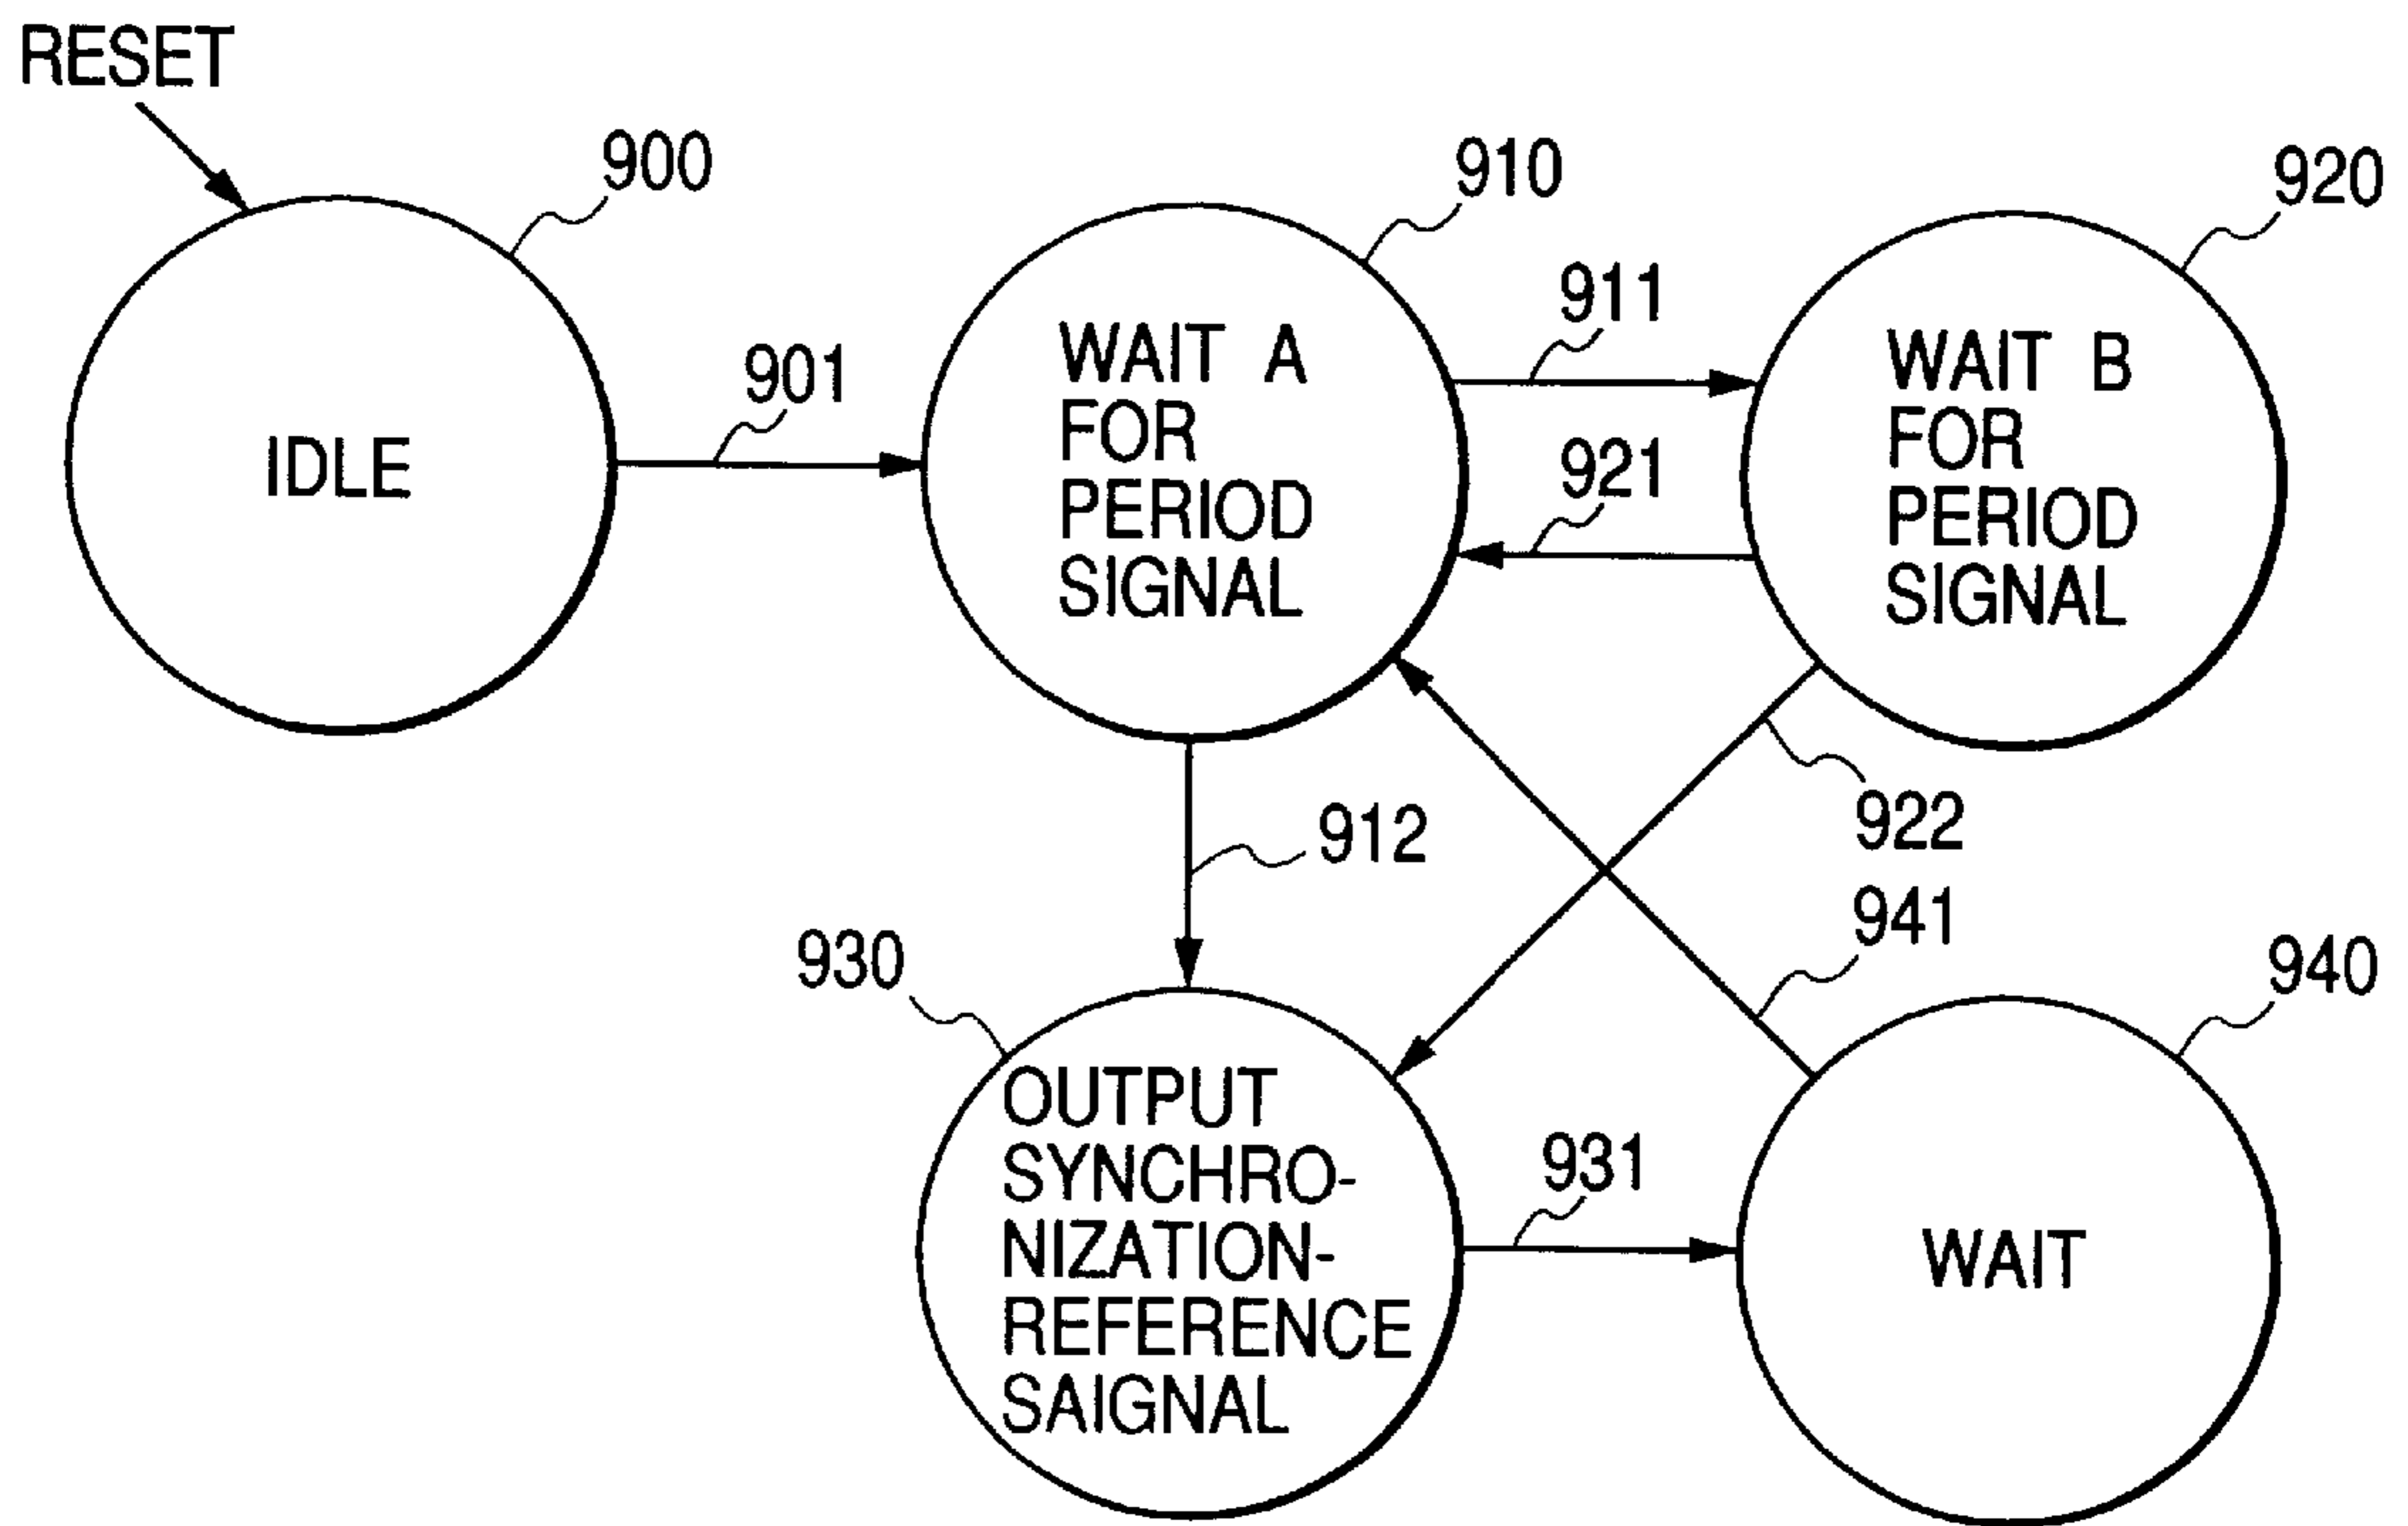 RESET
900
910
920
IDLE
901
WAIT A
FOR
PERIOD
SIGNAL
911
921
WAIT B
FOR
PERIOD
SIGNAL
912
922
941
930
940
OUTPUT
SYNCHRO-
NIZATION-
REFERENCE
SAIGNAL
931
WAIT